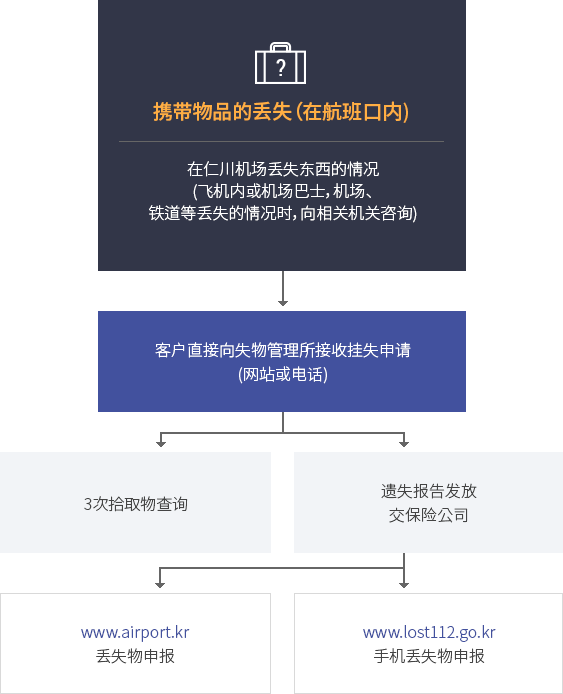 ?
携带物品的丢失(在航班口内)
在仁川机场丢失东西的情况
(飞机内或机场巴士, 机场、
铁道等丢失的情况时, 向相关机关咨询)
客户直接向失物管理所接收挂失申请
(网站或电话)
3次拾取物查询
遗失报告发放
交保险公司
www.airport.kr
丢失物申报
www.lost112.go.kr
手机丢失物申报